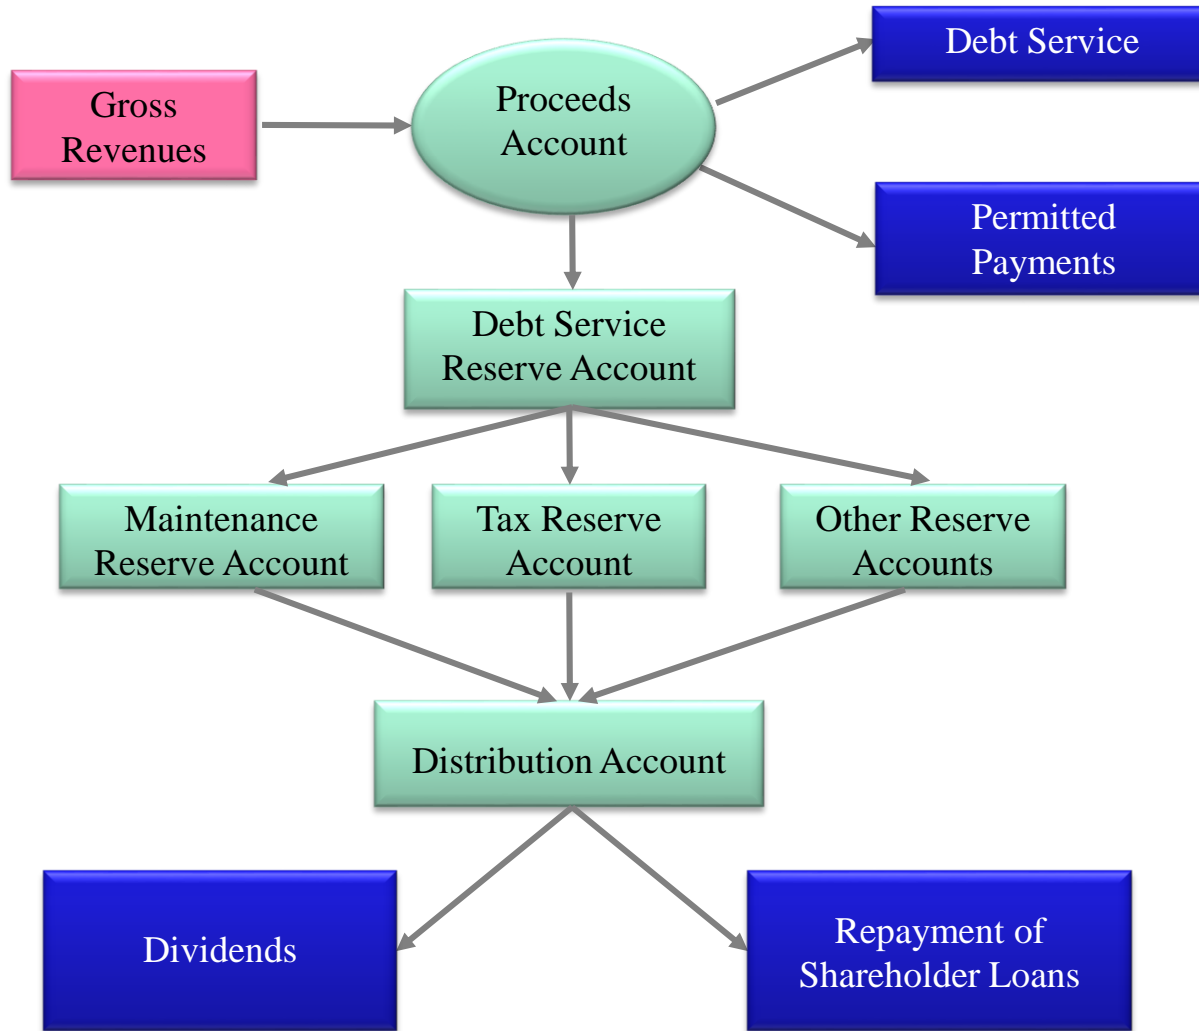 Debt Service
Gross
Revenues
Proceeds
Account
Permitted
Payments
Debt Service
Reserve Account
Maintenance
Reserve Account
Tax Reserve
Account
Other Reserve
Accounts
Distribution Account
Dividends
Repayment of
Shareholder Loans